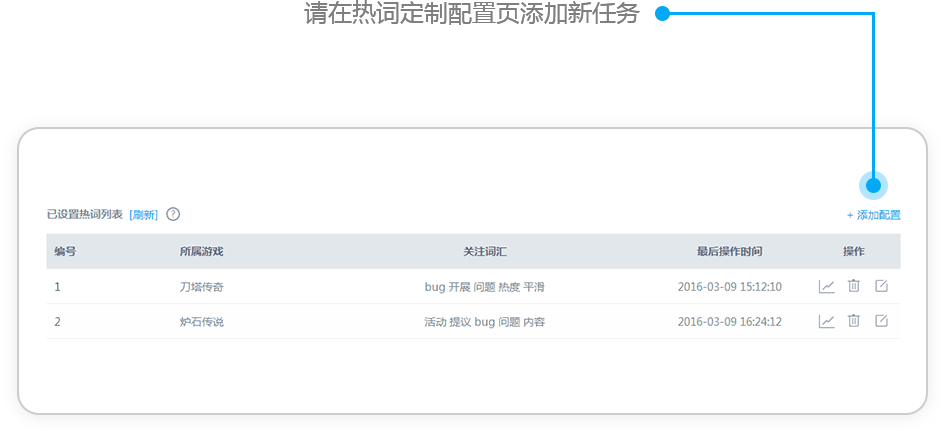 请在热词定制配置页添加新任务
已设置热词列表 [刷新] ?
+ 添加配置
编号 所属游戏 关注词汇 最后操作时间 操作
1 刀塔传奇 bug 开展 问题 热度 平滑 2016-03-09 15:12:10
2 炉石传说 活动 提议 bug 问题 内容 2016-03-09 16:24:12